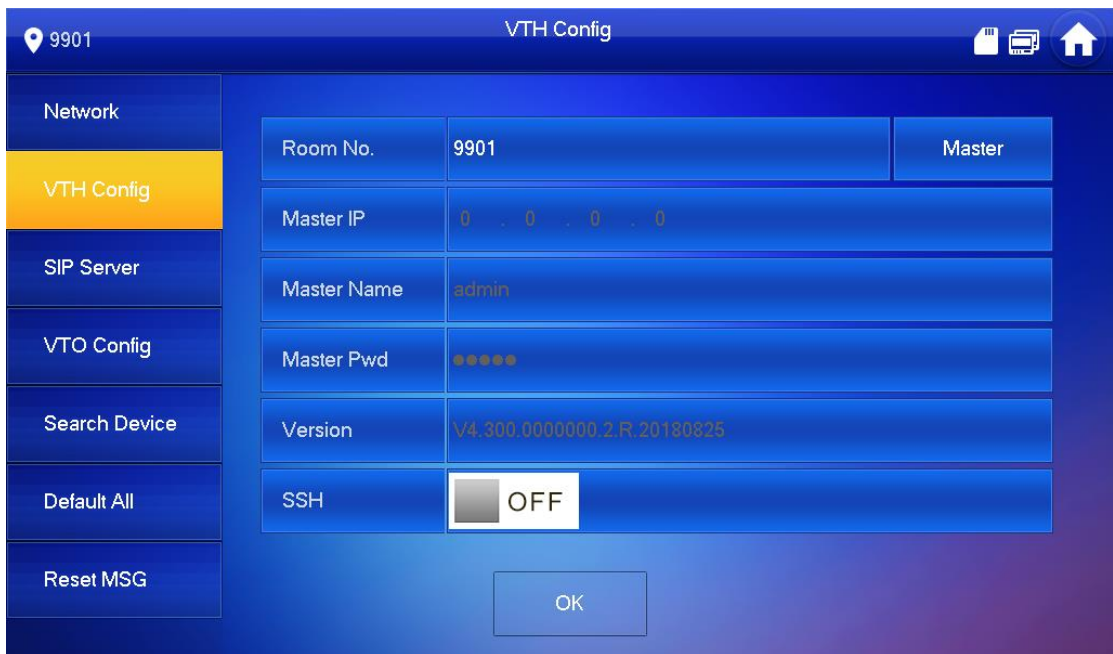 9901
VTH Config
Network
VTH Config
SIP Server
VTO Config
Search Device
Default All
Reset MSG
Room No. 9901 Master
Master IP 0 . 0 . 0 . 0
Master Name admin
Master Pwd ●●●●●
Version V4.300.0000000.2.R.20180825
SSH OFF
OK